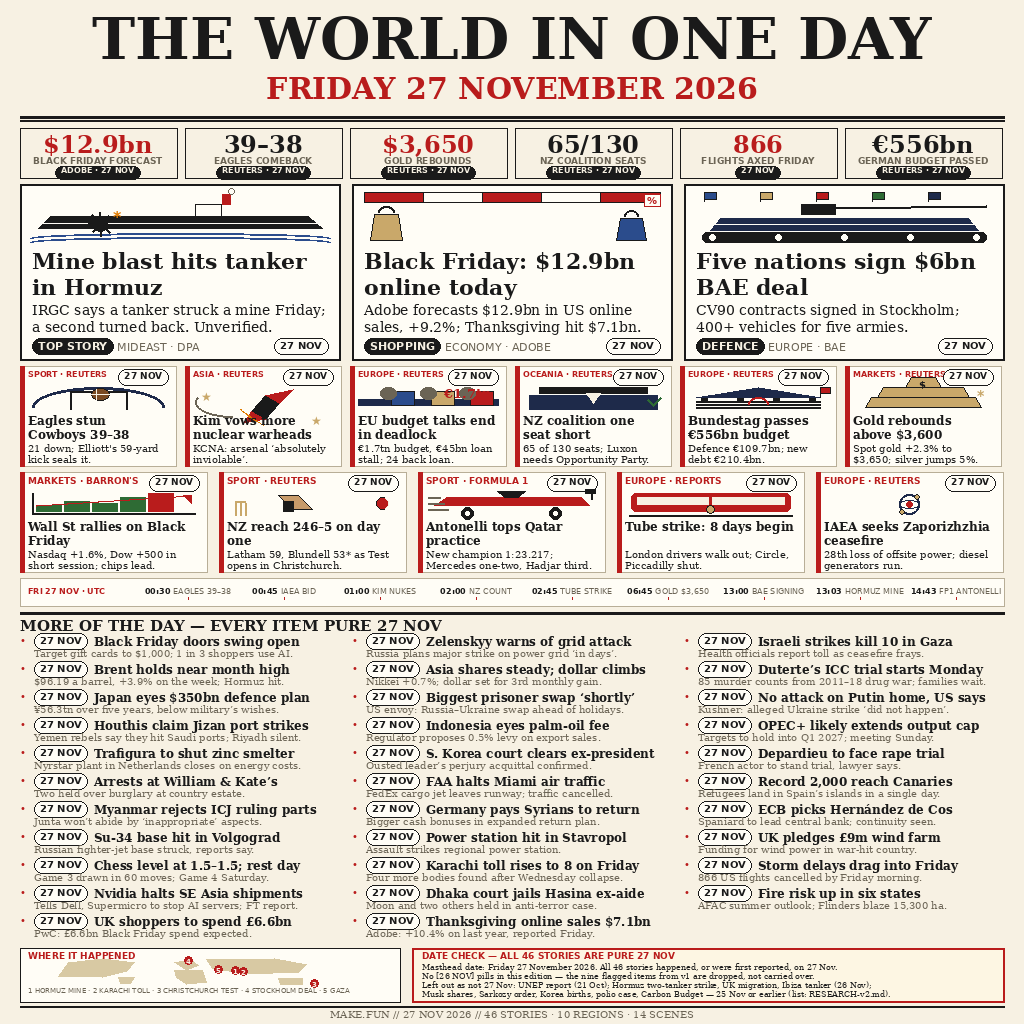 THE WORLD IN ONE DAY
FRIDAY 27 NOVEMBER 2026
$12.9bn
BLACK FRIDAY FORECAST
ADOBE · 27 NOV
39–38
EAGLES COMEBACK
REUTERS · 27 NOV
$3,650
GOLD REBOUNDS
REUTERS · 27 NOV
65/130
NZ COALITION SEATS
REUTERS · 27 NOV
866
FLIGHTS AXED FRIDAY
27 NOV
€556bn
GERMAN BUDGET PASSED
REUTERS · 27 NOV
Mine blast hits tanker
in Hormuz
IRGC says a tanker struck a mine Friday;
a second turned back. Unverified.
TOP STORY MIDEAST · DPA 27 NOV
%
Black Friday: $12.9bn
online today
Adobe forecasts $12.9bn in US online
sales, +9.2%; Thanksgiving hit $7.1bn.
SHOPPING ECONOMY · ADOBE 27 NOV
Five nations sign $6bn
BAE deal
CV90 contracts signed in Stockholm;
400+ vehicles for five armies.
DEFENCE EUROPE · BAE 27 NOV
SPORT · REUTERS 27 NOV
Eagles stun
Cowboys 39–38
21 down; Elliott's 59-yard
kick seals it.
ASIA · REUTERS 27 NOV
Kim vows more
nuclear warheads
KCNA: arsenal ‘absolutely
inviolable’.
EUROPE · REUTERS 27 NOV
EU budget talks end
in deadlock
€1.7tn budget, €45bn loan
stall; 24 back loan.
OCEANIA · REUTERS 27 NOV
NZ coalition one
seat short
65 of 130 seats; Luxon
needs Opportunity Party.
EUROPE · REUTERS 27 NOV
Bundestag passes
€556bn budget
Defence €109.7bn; new
debt €210.4bn.
MARKETS · REUTERS 27 NOV
$
Gold rebounds
above $3,600
Spot gold +2.3% to
$3,650; silver jumps 5%.
MARKETS · BARRON'S 27 NOV
Wall St rallies on Black
Friday
Nasdaq +1.6%, Dow +500 in
short session; chips lead.
SPORT · REUTERS 27 NOV
NZ reach 246–5 on day
one
Latham 59, Blundell 53* as Test
opens in Christchurch.
SPORT · FORMULA 1 27 NOV
Antonelli tops Qatar
practice
New champion 1:23.217;
Mercedes one-two, Hadjar third.
EUROPE · REPORTS 27 NOV
Tube strike: 8 days begin
London drivers walk out; Circle,
Piccadilly shut.
EUROPE · REUTERS 27 NOV
IAEA seeks Zaporizhzhia
ceasefire
28th loss of offsite power; diesel
generators run.
FRI 27 NOV · UTC 00:30 EAGLES 39–38 00:45 IAEA BID 01:00 KIM NUKES 02:00 NZ COUNT 02:45 TUBE STRIKE 06:45 GOLD $3,650 13:00 BAE SIGNING 13:03 HORMUZ MINE 14:43 FP1 ANTONELLI
MORE OF THE DAY — EVERY ITEM PURE 27 NOV
• 27 NOV Black Friday doors swing open
Target gift cards to $1,000; 1 in 3 shoppers use AI.
• 27 NOV Brent holds near month high
$96.19 a barrel, +3.9% on the week; Hormuz hit.
• 27 NOV Japan eyes $350bn defence plan
¥56.3tn over five years, below military's wishes.
• 27 NOV Houthis claim Jizan port strikes
Yemen rebels say they hit Saudi ports; Riyadh silent.
• 27 NOV Trafigura to shut zinc smelter
Nyrstar plant in Netherlands closes on energy costs.
• 27 NOV Arrests at William & Kate’s
Two held over burglary at country estate.
• 27 NOV Myanmar rejects ICJ ruling parts
Junta won’t abide by ‘inappropriate’ aspects.
• 27 NOV Su-34 base hit in Volgograd
Russian fighter-jet base struck, reports say.
• 27 NOV Chess level at 1.5–1.5; rest day
Game 3 drawn in 60 moves; Game 4 Saturday.
• 27 NOV Nvidia halts SE Asia shipments
Tells Dell, Supermicro to stop AI servers; FT report.
• 27 NOV UK shoppers to spend £6.6bn
PwC: £6.6bn Black Friday spend expected.
• 27 NOV Zelenskyy warns of grid attack
Russia plans major strike on power grid ‘in days’.
• 27 NOV Asia shares steady; dollar climbs
Nikkei +0.7%; dollar set for 3rd monthly gain.
• 27 NOV Biggest prisoner swap ‘shortly’
US envoy: Russia–Ukraine swap ahead of holidays.
• 27 NOV Indonesia eyes palm-oil fee
Regulator proposes 0.5% levy on export sales.
• 27 NOV S. Korea court clears ex-president
Ousted leader’s perjury acquittal confirmed.
• 27 NOV FAA halts Miami air traffic
FedEx cargo jet leaves runway; traffic cancelled.
• 27 NOV Germany pays Syrians to return
Bigger cash bonuses in expanded return plan.
• 27 NOV Power station hit in Stavropol
Assault strikes regional power station.
• 27 NOV Karachi toll rises to 8 on Friday
Four more bodies found after Wednesday collapse.
• 27 NOV Dhaka court jails Hasina ex-aide
Moon and two others held in anti-terror case.
• 27 NOV Thanksgiving online sales $7.1bn
Adobe: +10.4% on last year, reported Friday.
• 27 NOV Israeli strikes kill 10 in Gaza
Health officials report toll as ceasefire frays.
• 27 NOV Duterte’s ICC trial starts Monday
85 murder counts from 2011–18 drug war; families wait.
• 27 NOV No attack on Putin home, US says
Kushner: alleged Ukraine strike ‘did not happen’.
• 27 NOV OPEC+ likely extends output cap
Targets to hold into Q1 2027; meeting Sunday.
• 27 NOV Depardieu to face rape trial
French actor to stand trial, lawyer says.
• 27 NOV Record 2,000 reach Canaries
Refugees land in Spain’s islands in a single day.
• 27 NOV ECB picks Hernández de Cos
Spaniard to lead central bank; continuity seen.
• 27 NOV UK pledges £9m wind farm
Funding for wind power in war-hit country.
• 27 NOV Storm delays drag into Friday
866 US flights cancelled by Friday morning.
• 27 NOV Fire risk up in six states
AFAC summer outlook; Flinders blaze 15,300 ha.
WHERE IT HAPPENED
4
5 1 2
3
1 HORMUZ MINE · 2 KARACHI TOLL · 3 CHRISTCHURCH TEST · 4 STOCKHOLM DEAL · 5 GAZA
DATE CHECK — ALL 46 STORIES ARE PURE 27 NOV
Masthead date: Friday 27 November 2026. All 46 stories happened, or were first reported, on 27 Nov.
No [26 NOV] pills in this edition — the nine flagged items from v1 are dropped, not carried over.
Left out as not 27 Nov: UNEP report (21 Oct); Hormuz two-tanker strike, UK migration, Ibiza tanker (26 Nov);
Musk shares, Sarkozy order, Korea births, polio case, Carbon Budget — 25 Nov or earlier (list: RESEARCH-v2.md).
MAKE.FUN // 27 NOV 2026 // 46 STORIES · 10 REGIONS · 14 SCENES